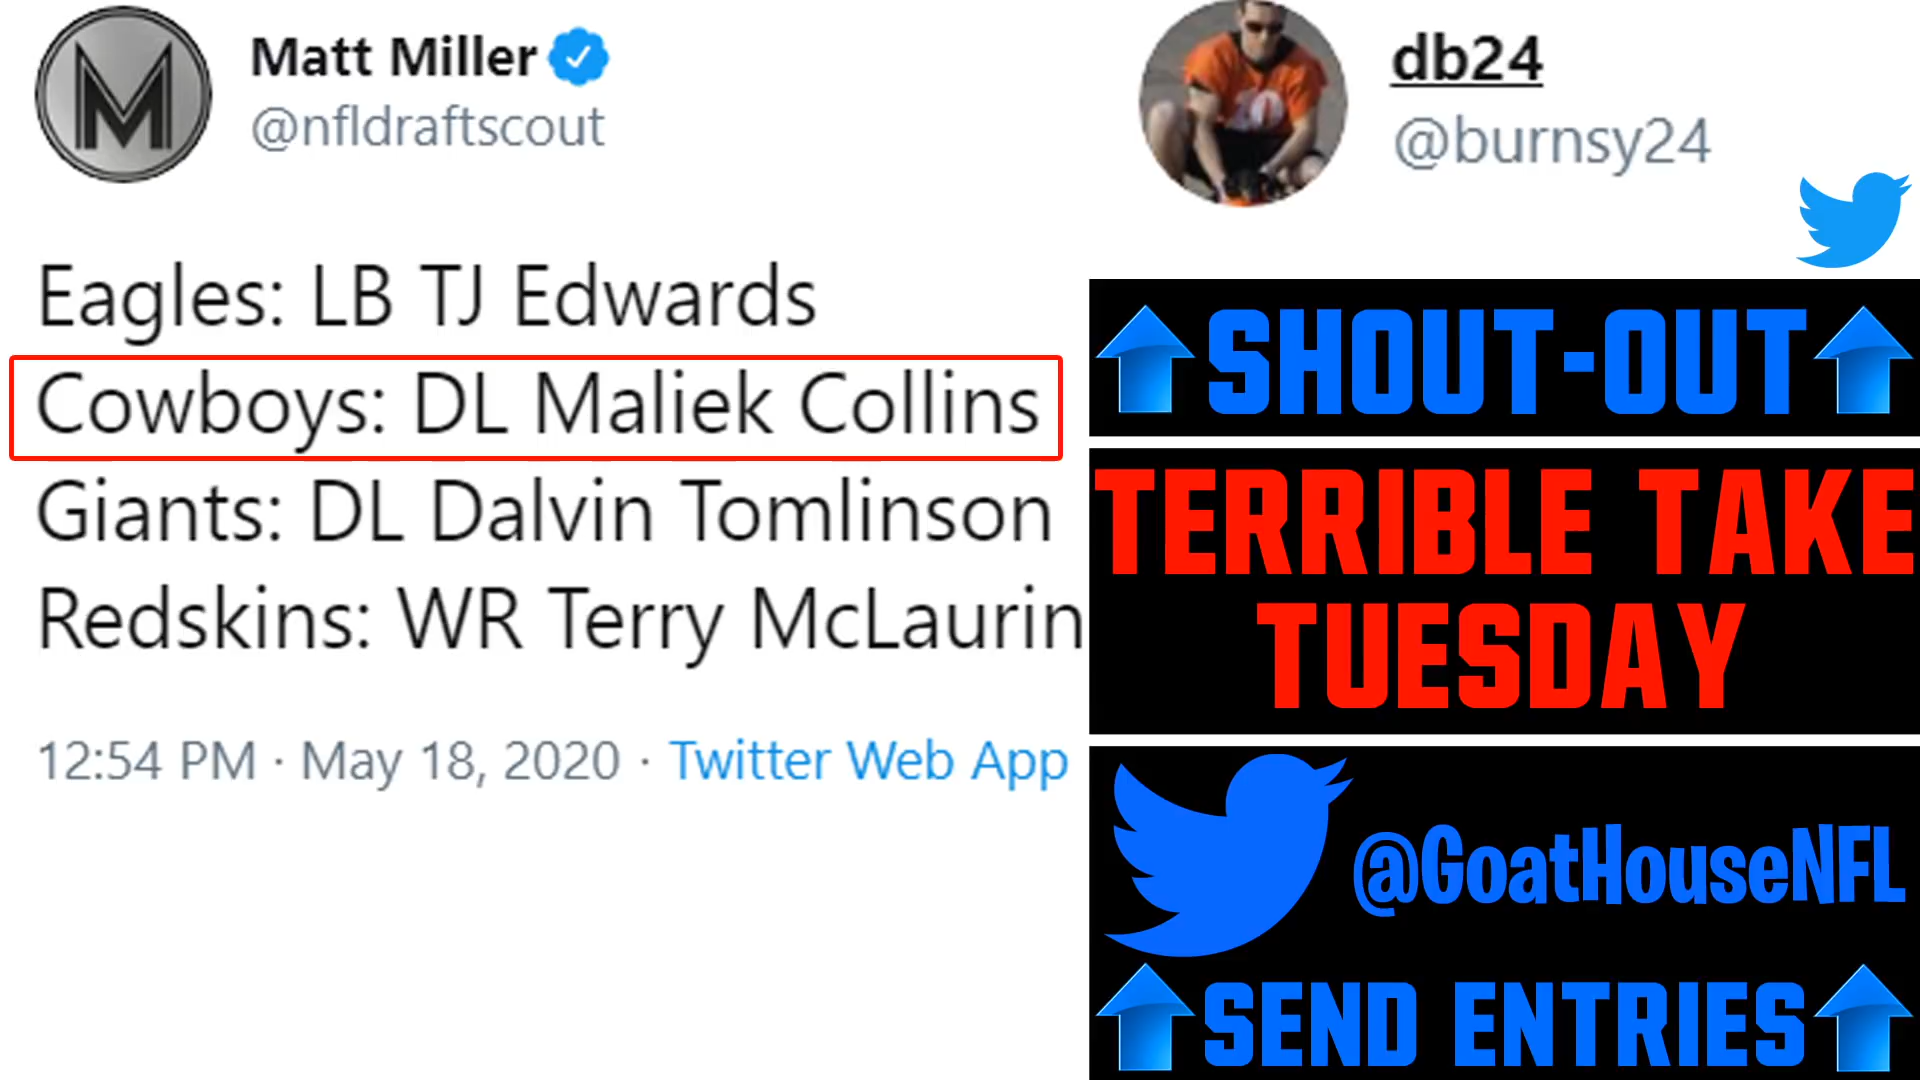 Matt Miller
@nfldraftscout
Eagles: LB TJ Edwards
Cowboys: DL Maliek Collins
Giants: DL Dalvin Tomlinson
Redskins: WR Terry McLaurin
12:54 PM · May 18, 2020 · Twitter Web App
db24
@burnsy24
SHOUT-OUT
TERRIBLE TAKE
TUESDAY
@GoatHouseNFL
SEND ENTRIES